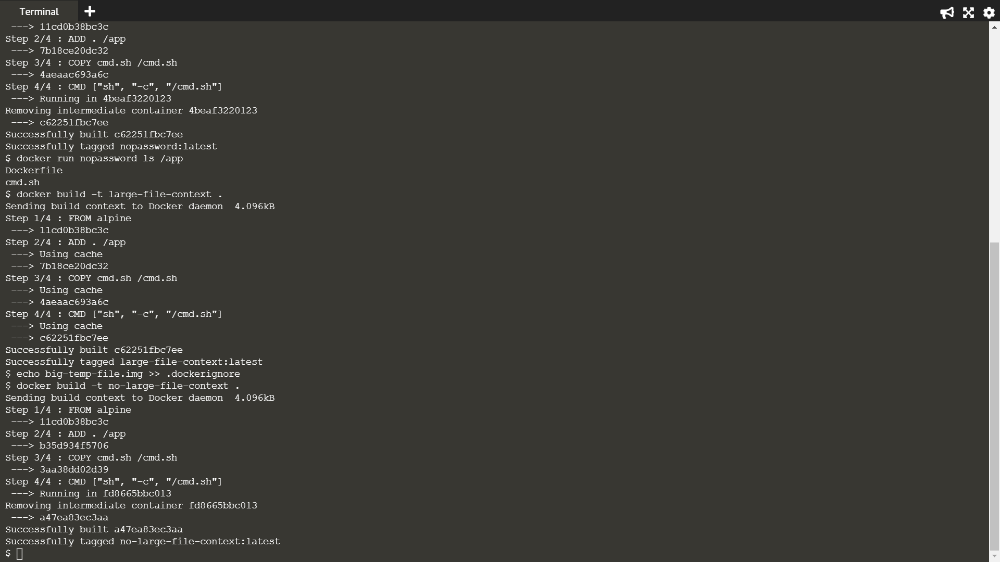 Terminal
---> 11cd0b38bc3c
Step 2/4 : ADD . /app
---> 7b18ce20dc32
Step 3/4 : COPY cmd.sh /cmd.sh
---> 4aeaac693a6c
Step 4/4 : CMD ["sh", "-c", "/cmd.sh"]
---> Running in 4beaf3220123
Removing intermediate container 4beaf3220123
---> c62251fbc7ee
Successfully built c62251fbc7ee
Successfully tagged nopassword:latest
$ docker run nopassword ls /app
Dockerfile
cmd.sh
$ docker build -t large-file-context .
Sending build context to Docker daemon  4.096kB
Step 1/4 : FROM alpine
---> 11cd0b38bc3c
Step 2/4 : ADD . /app
---> Using cache
---> 7b18ce20dc32
Step 3/4 : COPY cmd.sh /cmd.sh
---> Using cache
---> 4aeaac693a6c
Step 4/4 : CMD ["sh", "-c", "/cmd.sh"]
---> Using cache
---> c62251fbc7ee
Successfully built c62251fbc7ee
Successfully tagged large-file-context:latest
$ echo big-temp-file.img >> .dockerignore
$ docker build -t no-large-file-context .
Sending build context to Docker daemon  4.096kB
Step 1/4 : FROM alpine
---> 11cd0b38bc3c
Step 2/4 : ADD . /app
---> b35d934f5706
Step 3/4 : COPY cmd.sh /cmd.sh
---> 3aa38dd02d39
Step 4/4 : CMD ["sh", "-c", "/cmd.sh"]
---> Running in fd8665bbc013
Removing intermediate container fd8665bbc013
---> a47ea83ec3aa
Successfully built a47ea83ec3aa
Successfully tagged no-large-file-context:latest
$